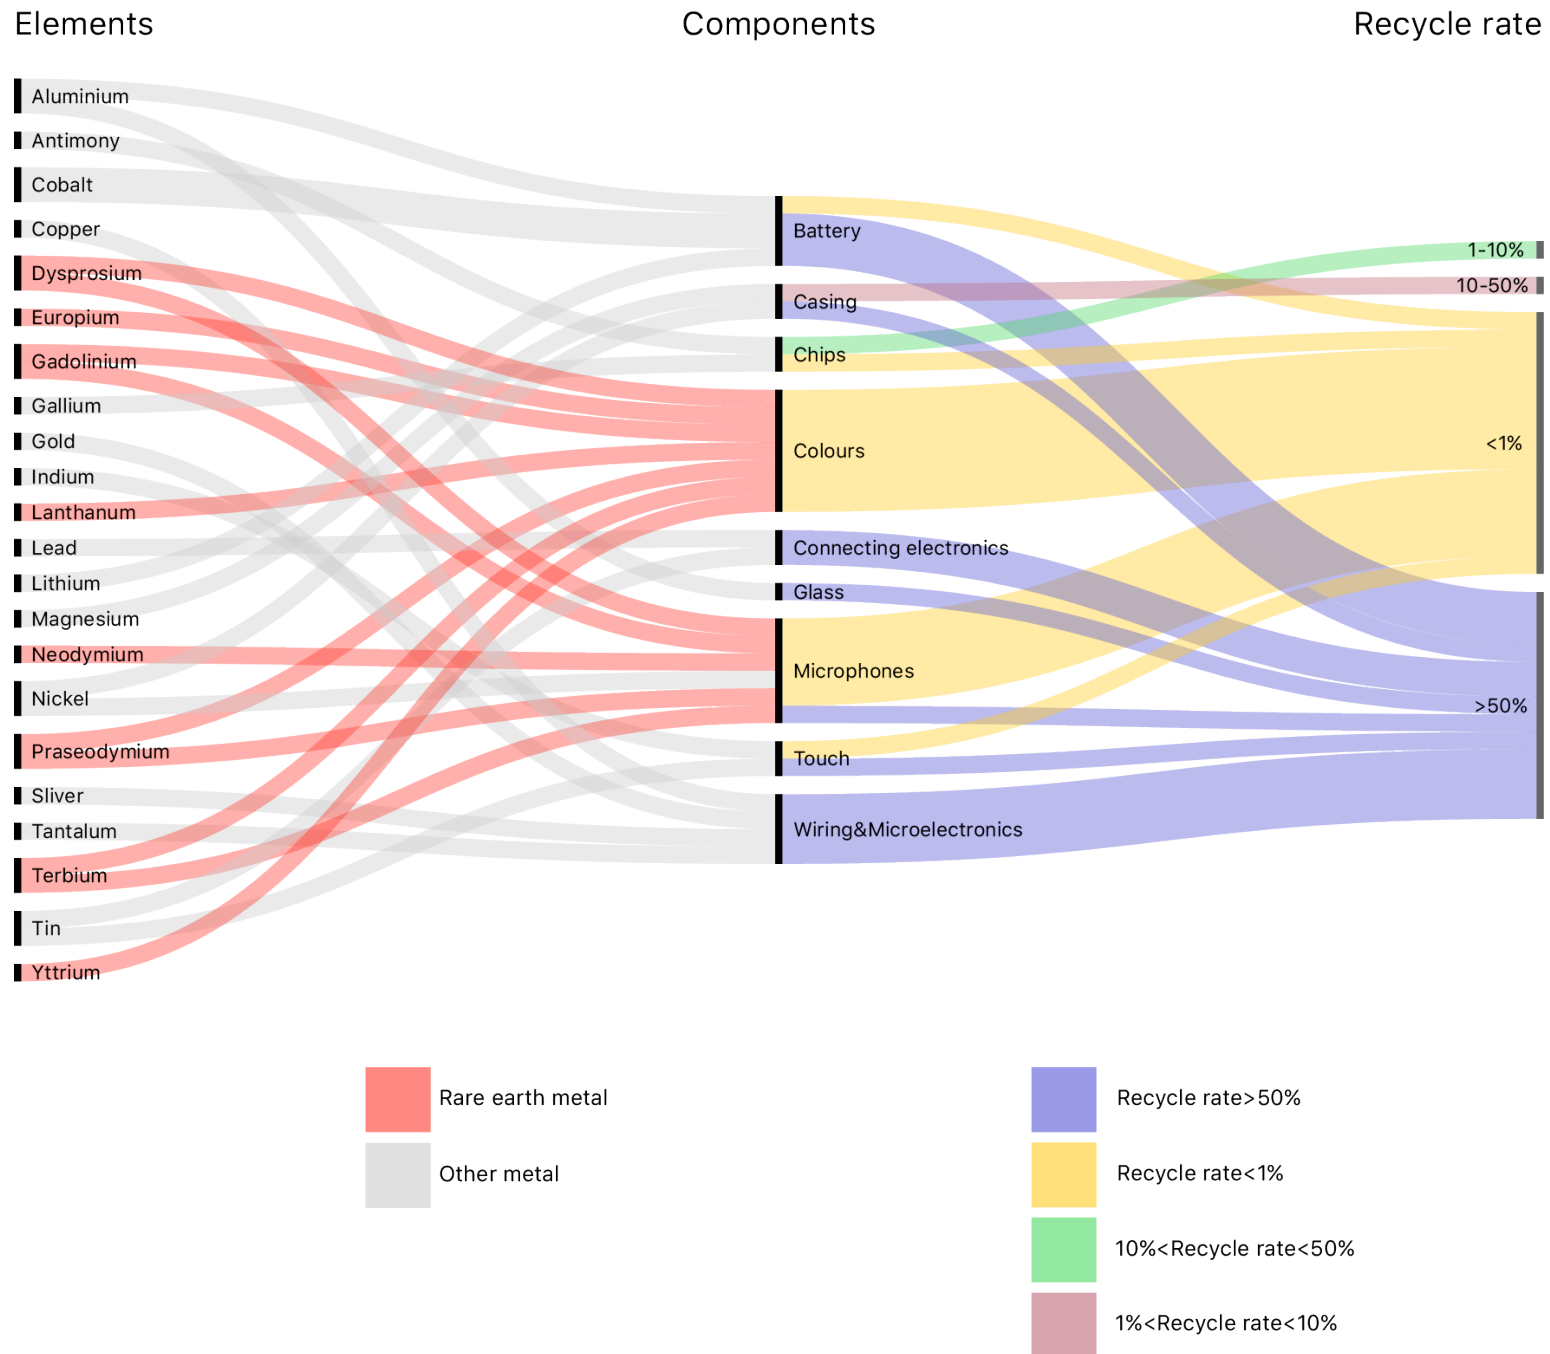 Elements
Components
Recycle rate
Aluminium
Antimony
Cobalt
Copper
Dysprosium
Europium
Gadolinium
Gallium
Gold
Indium
Lanthanum
Lead
Lithium
Magnesium
Neodymium
Nickel
Praseodymium
Sliver
Tantalum
Terbium
Tin
Yttrium
Battery
Casing
Chips
Colours
Connecting electronics
Glass
Microphones
Touch
Wiring&Microelectronics
1-10%
10-50%
<1%
>50%
Rare earth metal
Other metal
Recycle rate>50%
Recycle rate<1%
10%<Recycle rate<50%
1%<Recycle rate<10%